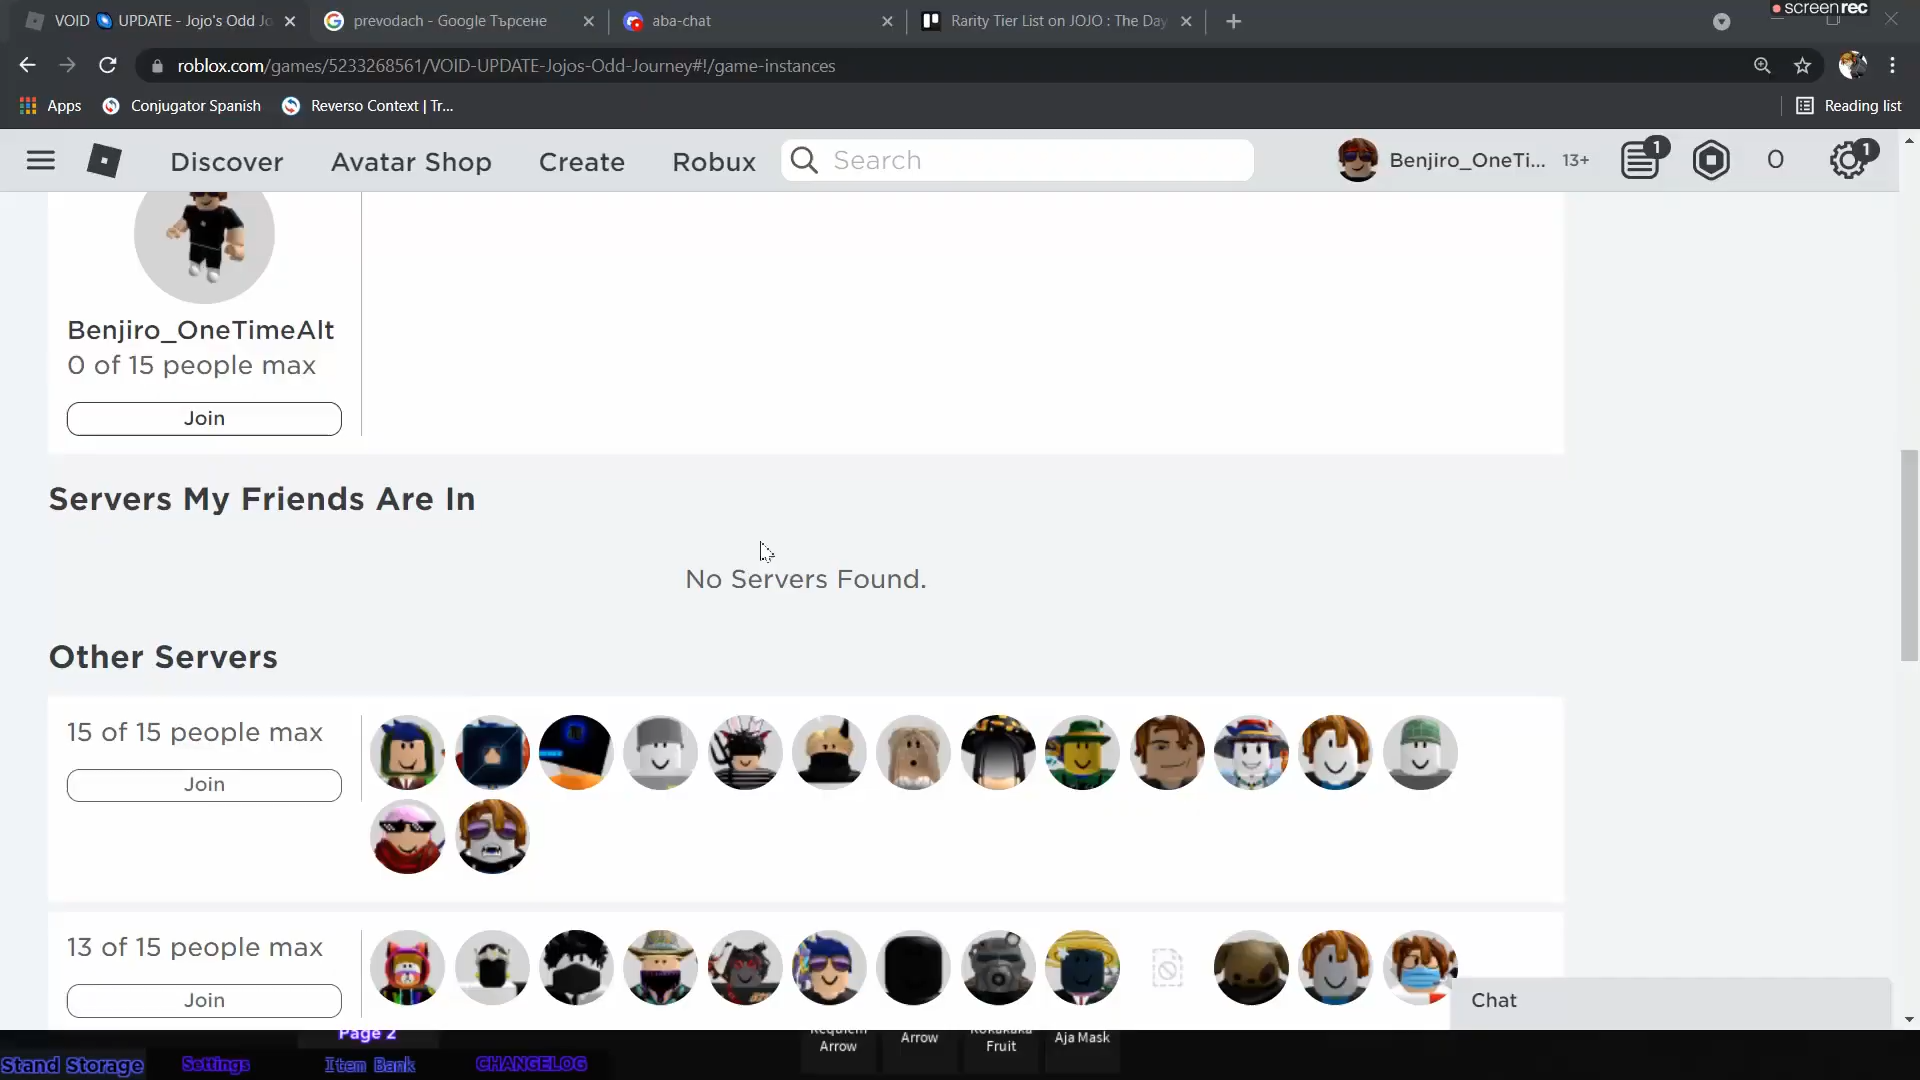 VOID UPDATE - Jojo's Odd Jo
prevodach - Google Търсене
aba-chat
Rarity Tier List on JOJO : The Day
screenrec
roblox.com/games/5233268561/VOID-UPDATE-Jojos-Odd-Journey#!/game-instances
Apps
Conjugator Spanish
Reverso Context | Tr...
Reading list
Discover
Avatar Shop
Create
Robux
Search
Benjiro_OneTi...
13+
1
0
1
Benjiro_OneTimeAlt
0 of 15 people max
Join
Servers My Friends Are In
No Servers Found.
Other Servers
15 of 15 people max
Join
13 of 15 people max
Join
Chat
Page 2
Stand Storage
Settings
Item Bank
CHANGELOG
Requiem
Arrow
Arrow
Rokakaka
Fruit
Aja Mask